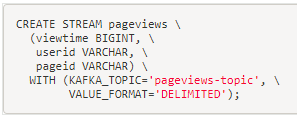 CREATE STREAM pageviews \
(viewtime BIGINT, \
userid VARCHAR, \
pageid VARCHAR) \
WITH (KAFKA_TOPIC='pageviews-topic', \
VALUE_FORMAT='DELIMITED');